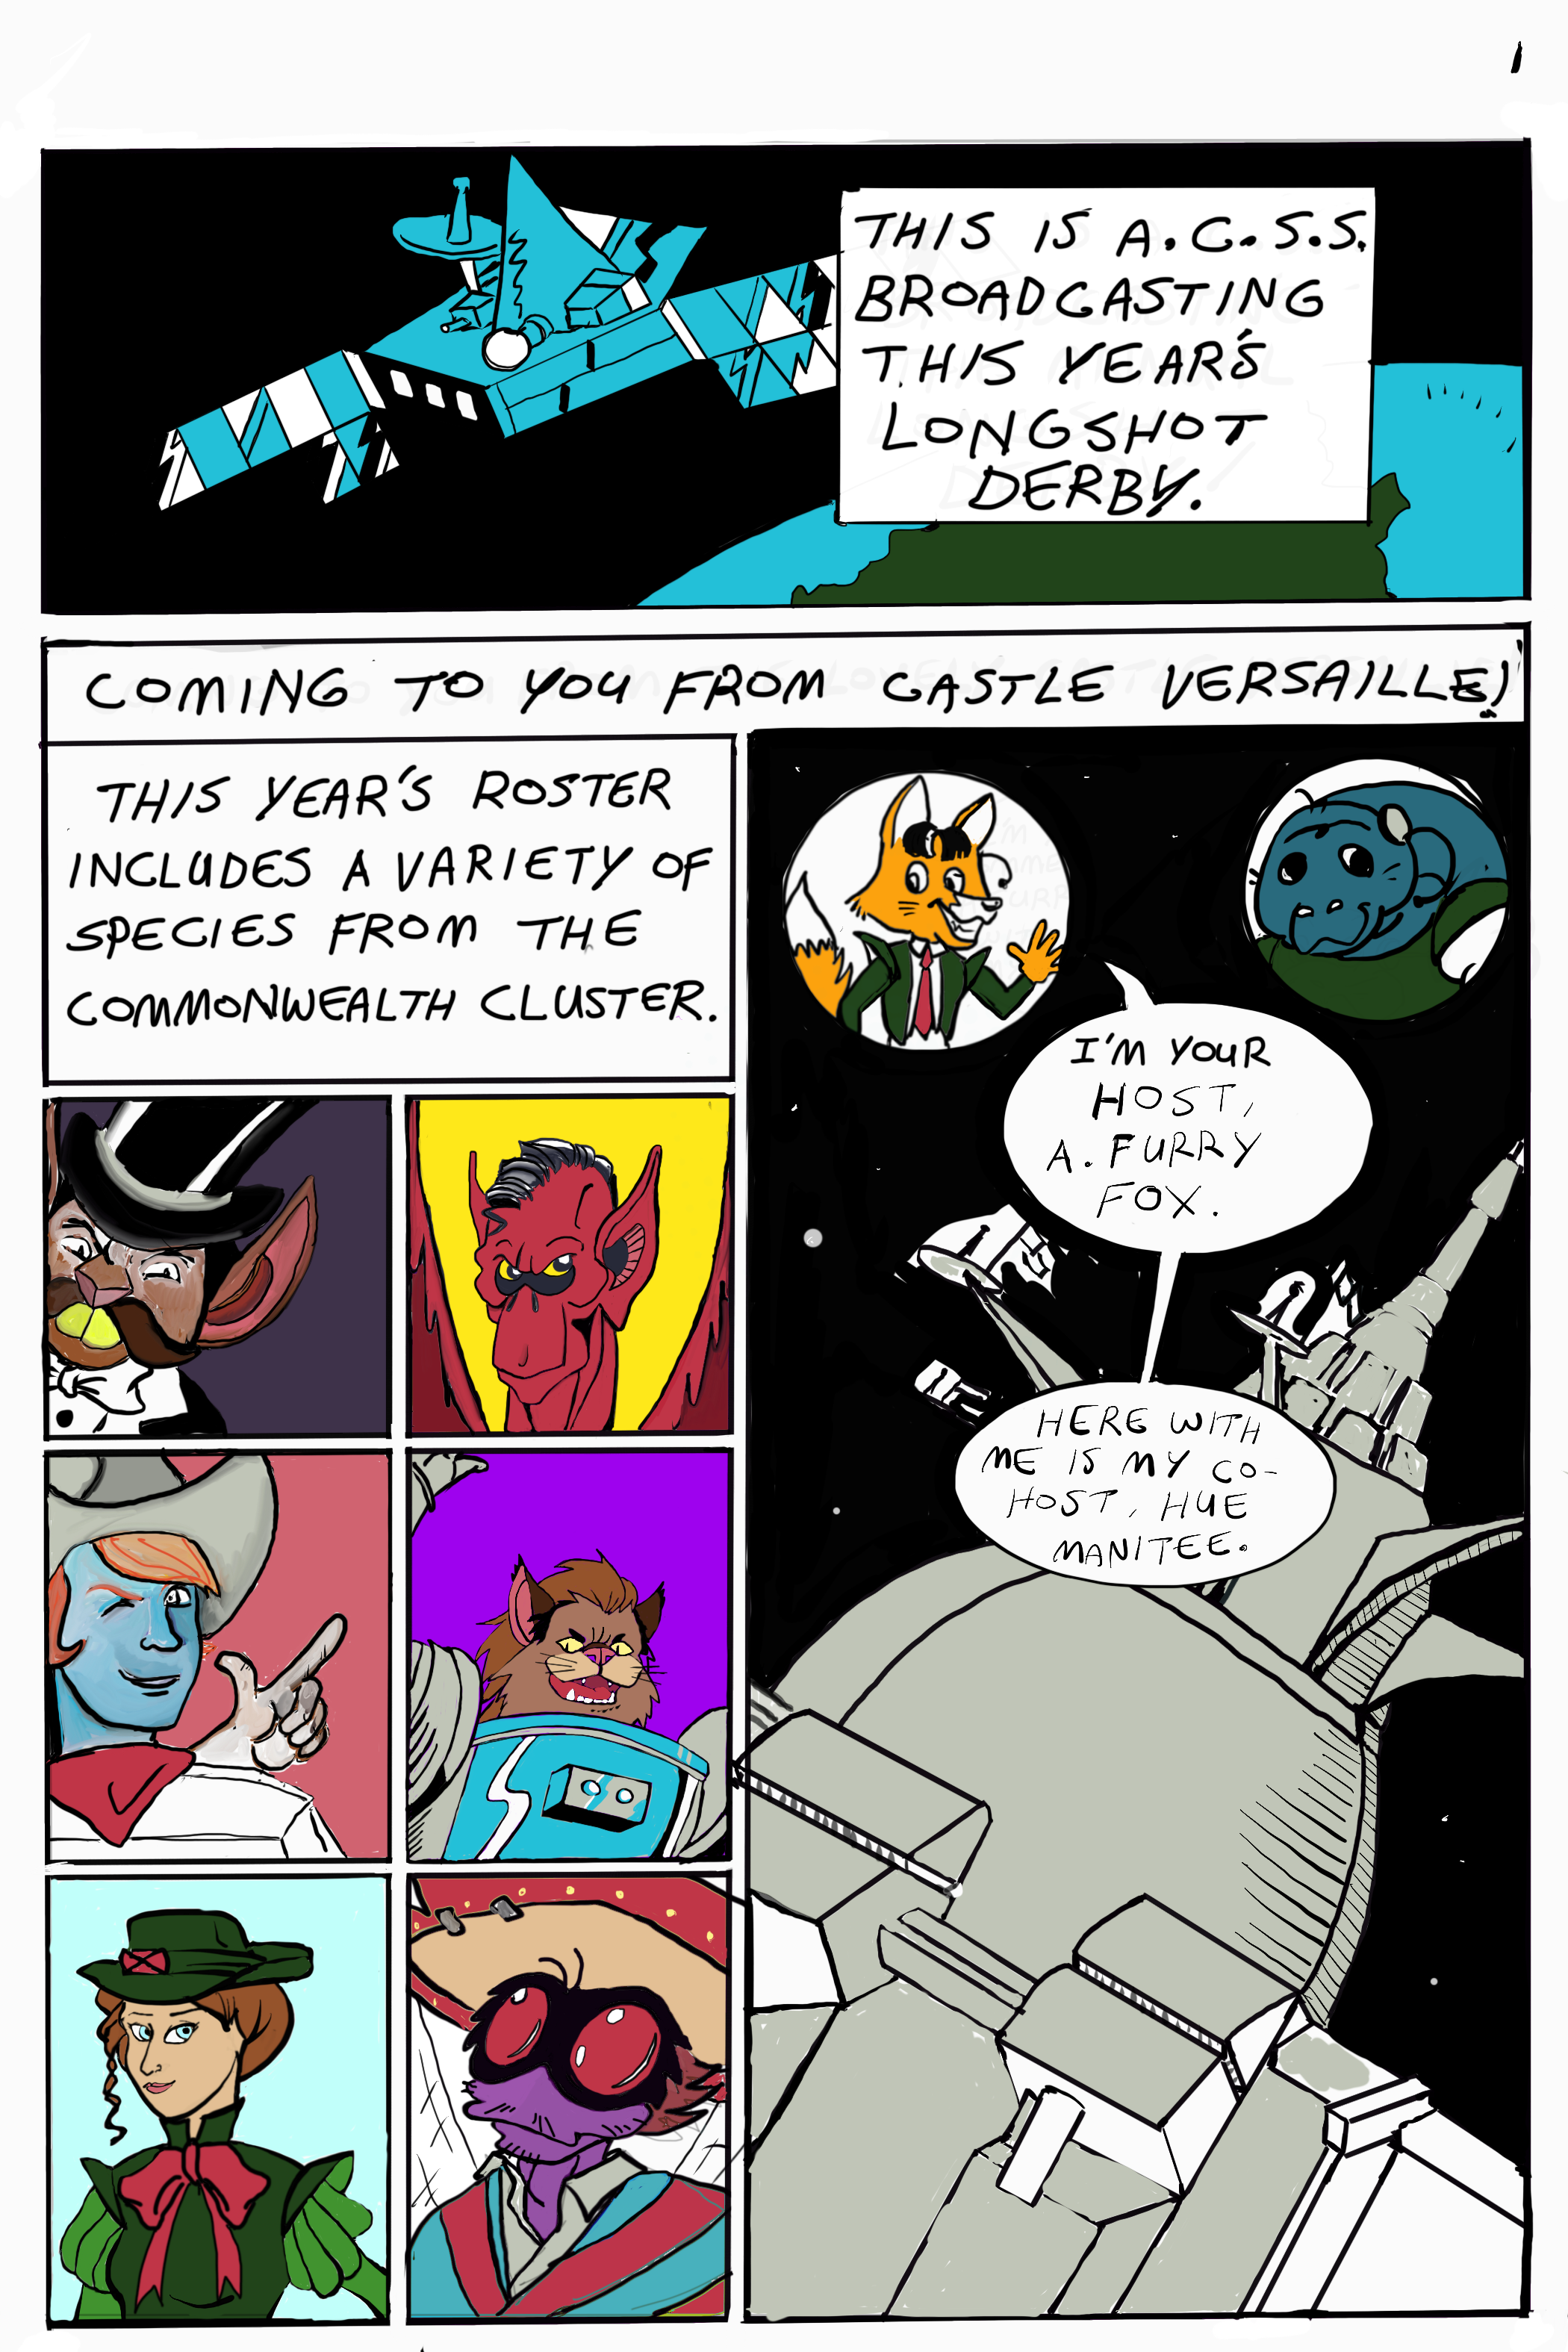 1
THIS IS A.C.S.S.
BROADCASTING
THIS YEAR'S
LONGSHOT
DERBY.
COMING TO YOU FROM CASTLE VERSAILLE!
THIS YEAR'S ROSTER
INCLUDES A VARIETY OF
SPECIES FROM THE
COMMONWEALTH CLUSTER.
I'M YOUR
HOST,
A. FURRY
FOX.
HERE WITH
ME IS MY CO-
HOST, HUE
MANITEE.